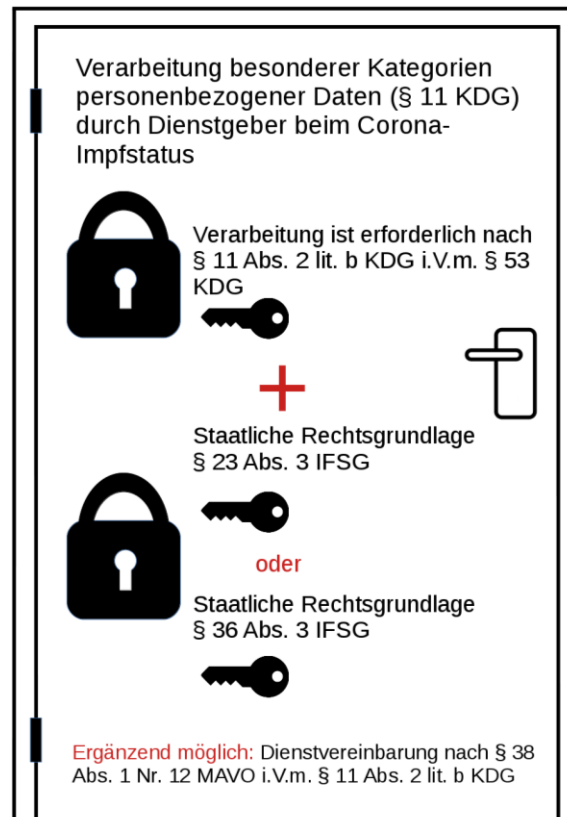 Verarbeitung besonderer Kategorien
personenbezogener Daten (§ 11 KDG)
durch Dienstgeber beim Corona-
Impfstatus
Verarbeitung ist erforderlich nach
§ 11 Abs. 2 lit. b KDG i.V.m. § 53
KDG
+
Staatliche Rechtsgrundlage
§ 23 Abs. 3 IFSG
oder
Staatliche Rechtsgrundlage
§ 36 Abs. 3 IFSG
Ergänzend möglich: Dienstvereinbarung nach § 38
Abs. 1 Nr. 12 MAVO i.V.m. § 11 Abs. 2 lit. b KDG